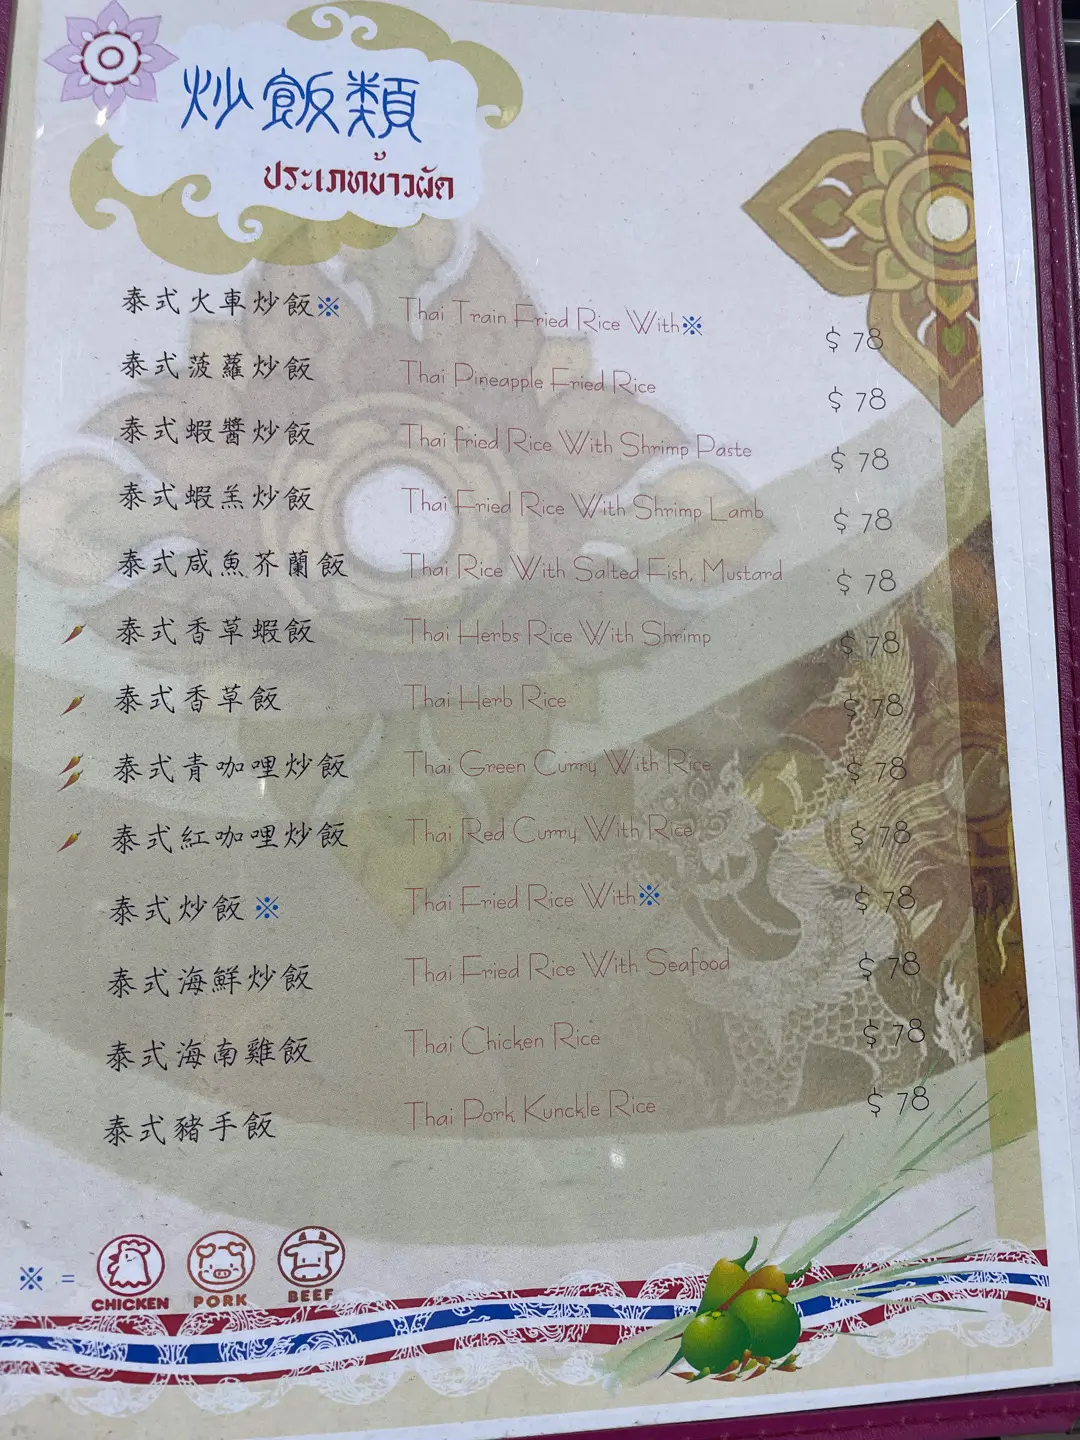 炒飯類
ประเภทข้าวผัด
泰式火車炒飯※ Thai Train Fried Rice With※ $ 78
泰式菠蘿炒飯 Thai Pineapple Fried Rice $ 78
泰式蝦醬炒飯 Thai fried Rice With Shrimp Paste $ 78
泰式蝦羔炒飯 Thai Fried Rice With Shrimp Lamb $ 78
泰式咸魚芥蘭飯 Thai Rice With Salted Fish, Mustard $ 78
泰式香草蝦飯 Thai Herbs Rice With Shrimp $ 78
泰式香草飯 Thai Herb Rice $ 78
泰式青咖哩炒飯 Thai Green Curry With Rice $ 78
泰式紅咖哩炒飯 Thai Red Curry With Rice $ 78
泰式炒飯※ Thai Fried Rice With※ $ 78
泰式海鮮炒飯 Thai Fried Rice With Seafood $ 78
泰式海南雞飯 Thai Chicken Rice $ 78
泰式豬手飯 Thai Pork Kunckle Rice $ 78
※ = CHICKEN PORK BEEF